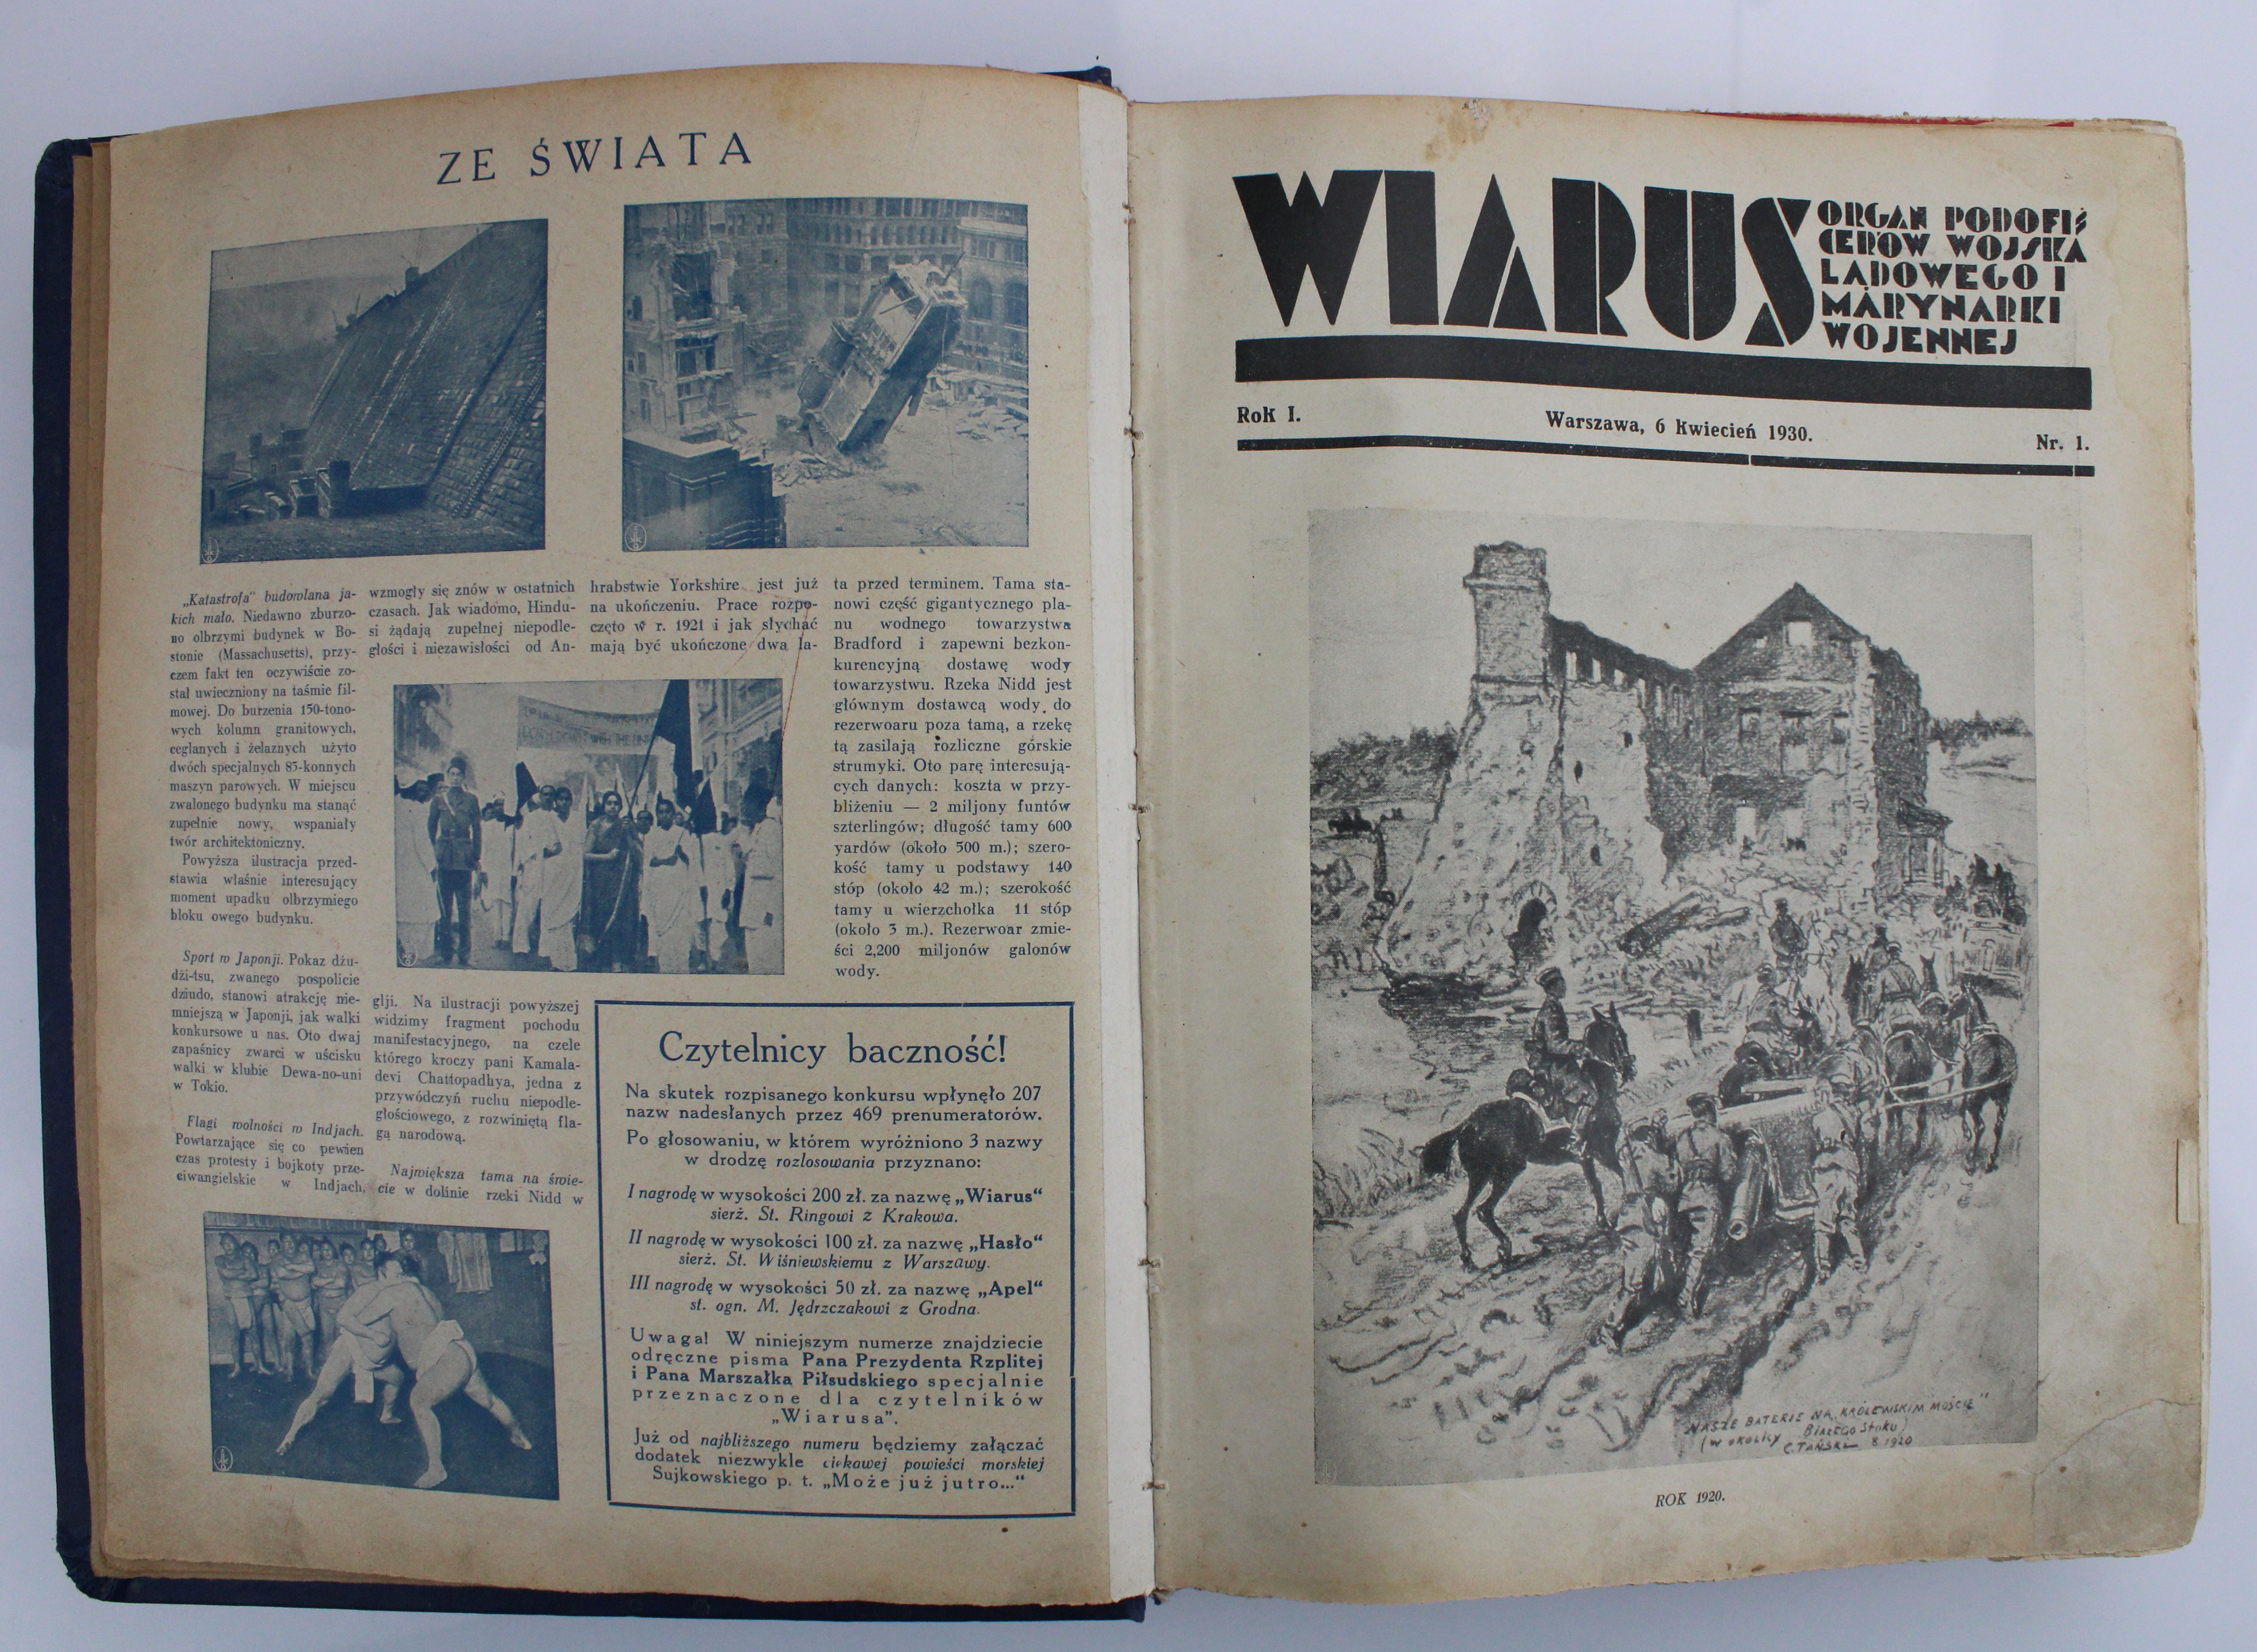 ZE ŚWIATA
„Katastrofa" budowlana ja-
kich mało. Niedawno zburzo-
no olbrzymi budynek w Bo-
stonie (Massachusetts), przy-
czem fakt ten oczywiście zo-
stał uwieczniony na taśmie fil-
mowej. Do burzenia 150-tono-
wych kolumn granitowych,
ceglanych i żelaznych użyto
dwóch specjalnych 85-konnych
maszyn parowych. W miejscu
zwalonego budynku ma stanąć
zupełnie nowy, wspaniały
twór architektoniczny.
Powyższa ilustracja przed-
stawia właśnie interesujący
moment upadku olbrzymiego
bloku owego budynku.
Sport w Japonji. Pokaz dżu-
dżi-tsu, zwanego pospolicie
dziudo, stanowi atrakcję nie-
mniejszą w Japonji, jak walki
konkursowe u nas. Oto dwaj
zapaśnicy zwarci w uścisku
walki w klubie Dewa-no-uni
w Tokio.
Flagi wolności w Indjach.
Powtarzające się co pewien
czas protesty i bojkoty prze-
ciwangielskie w Indjach,
wzmogły się znów w ostatnich
czasach. Jak wiadomo, Hindu-
si żądają zupełnej niepodle-
głości i niezawisłości od An-
glji. Na ilustracji powyższej
widzimy fragment pochodu
manifestacyjnego, na czele
którego kroczy pani Kamala-
devi Chattopadhya, jedna z
przywódczyń ruchu niepodle-
głościowego, z rozwiniętą fla-
gą narodową.
Największa tama na świe-
cie w dolinie rzeki Nidd w
hrabstwie Yorkshire jest już
na ukończeniu. Prace rozpo-
częto w r. 1921 i jak słychać
mają być ukończone dwa la-
ta przed terminem. Tama sta-
nowi część gigantycznego pla-
nu wodnego towarzystwa
Bradford i zapewni bezkon-
kurencyjną dostawę wody
towarzystwu. Rzeka Nidd jest
głównym dostawcą wody do
rezerwoaru poza tamą, a rzekę
tą zasilają rozliczne górskie
strumyki. Oto parę interesują-
cych danych: koszta w przy-
bliżeniu — 2 miljony funtów
szterlingów; długość tamy 600
yardów (około 500 m.); szero-
kość tamy u podstawy 140
stóp (około 42 m.); szerokość
tamy u wierzchołka 11 stóp
(około 3 m.). Rezerwoar zmie-
ści 2,200 miljonów galonów
wody.
Czytelnicy baczność!
Na skutek rozpisanego konkursu wpłynęło 207
nazw nadesłanych przez 469 prenumeratorów.
Po głosowaniu, w którem wyróżniono 3 nazwy
w drodzę rozlosowania przyznano:
I nagrodę w wysokości 200 zł. za nazwę „Wiarus"
sierż. St. Ringowi z Krakowa.
II nagrodę w wysokości 100 zł. za nazwę „Hasło"
sierż. St. Wiśniewskiemu z Warszawy.
III nagrodę w wysokości 50 zł. za nazwę „Apel"
st. ogn. M. Jędrzczakowi z Grodna.
Uwaga! W niniejszym numerze znajdziecie
odręczne pisma Pana Prezydenta Rzplitej
i Pana Marszałka Piłsudskiego specjalnie
przeznaczone dla czytelników
„Wiarusa".
Już od najbliższego numeru będziemy załączać
dodatek niezwykle ciekawej powieści morskiej
Sujkowskiego p. t. „Może już jutro..."
WIARUS
ORGAN PODOFI-
CERÓW WOJSKA
LĄDOWEGO I
MARYNARKI
WOJENNEJ
Rok I.
Warszawa, 6 kwiecień 1930.
Nr. 1.
NASZE BATERIE NA „KRÓLEWSKIM MOŚCIE"
(W OKOLICY BIAŁEGOSTOKU)
C. TAŃSKI 8 1920
ROK 1920.